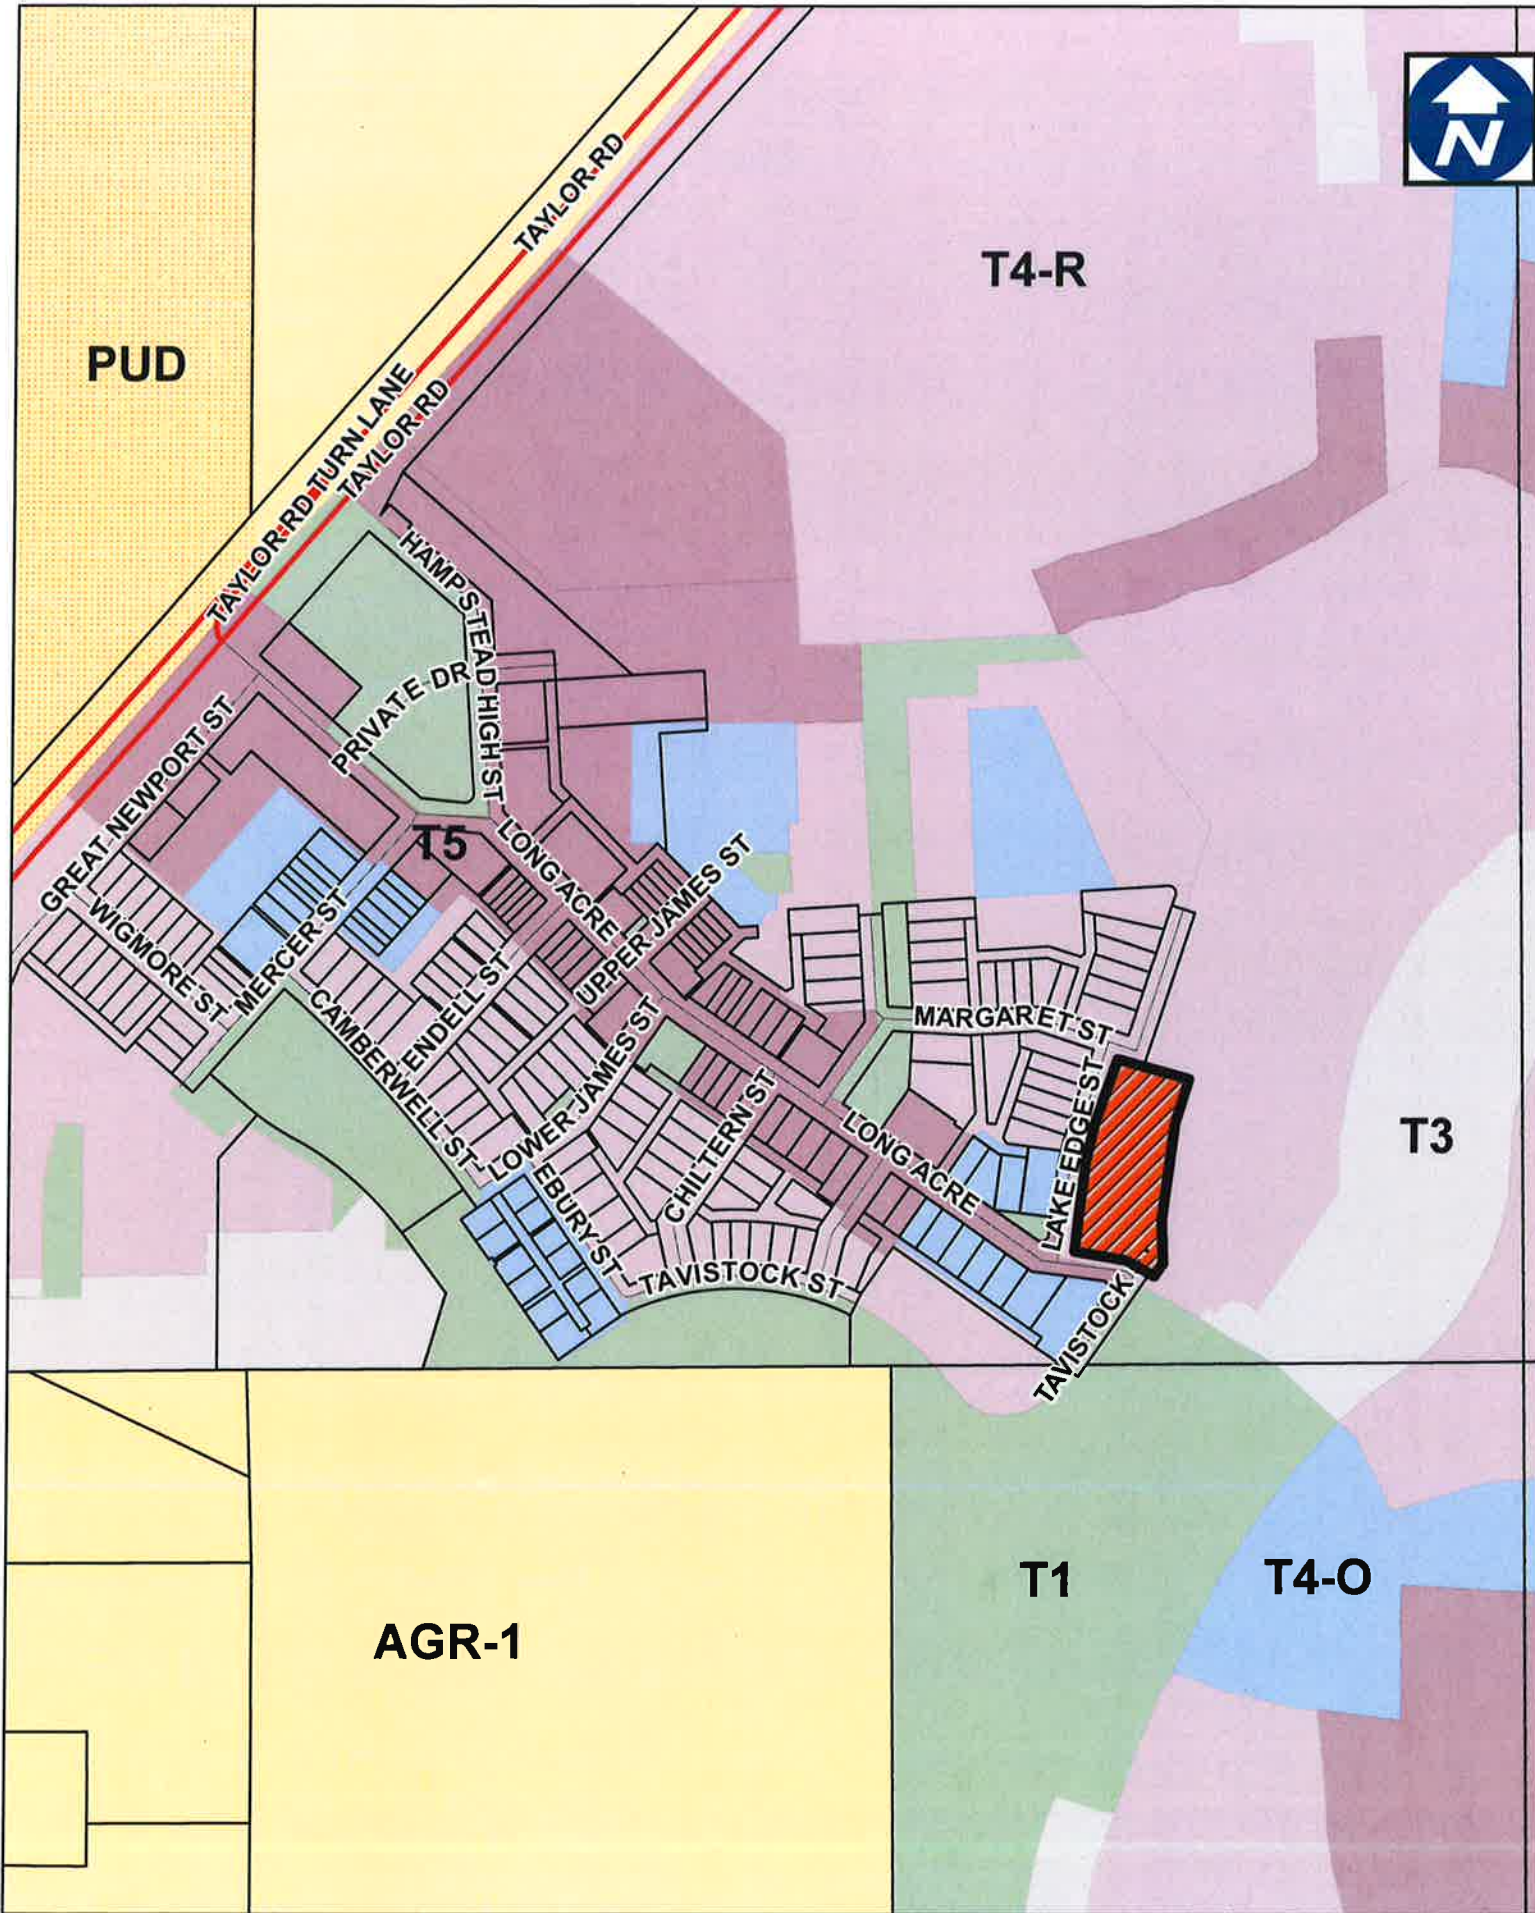 N
TAYLOR RD
T4-R
PUD
TAYLOR RD TURN LANE
TAYLOR RD
HAMPSTEAD HIGH ST
PRIVATE DR
GREAT NEWPORT ST
T5
LONG ACRE
UPPER JAMES ST
WIGMORE ST
MERCER ST
ENDELL ST
CAMBERWELL ST
LOWER JAMES ST
MARGARET ST
CHILTERN ST
LONG ACRE
LAKE EDGE ST
T3
EBURY ST
TAVISTOCK ST
TAVISTOCK
T1
T4-O
AGR-1